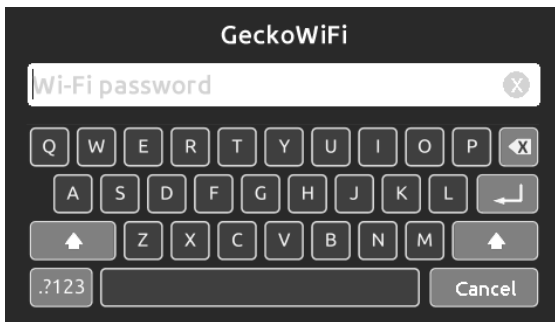 GeckoWiFi
Wi-Fi password
Q W E R T Y U I O P
A S D F G H J K L
Z X C V B N M
.?123 Cancel